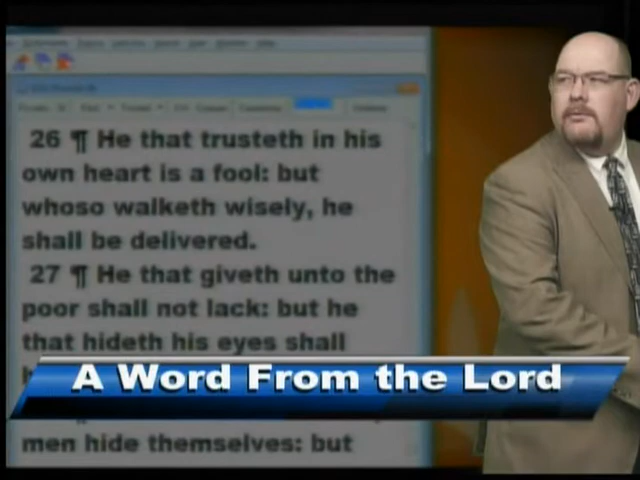 26 ¶ He that trusteth in his
own heart is a fool: but
whoso walketh wisely, he
shall be delivered.
27 ¶ He that giveth unto the
poor shall not lack: but he
that hideth his eyes shall
A Word From the Lord
men hide themselves: but